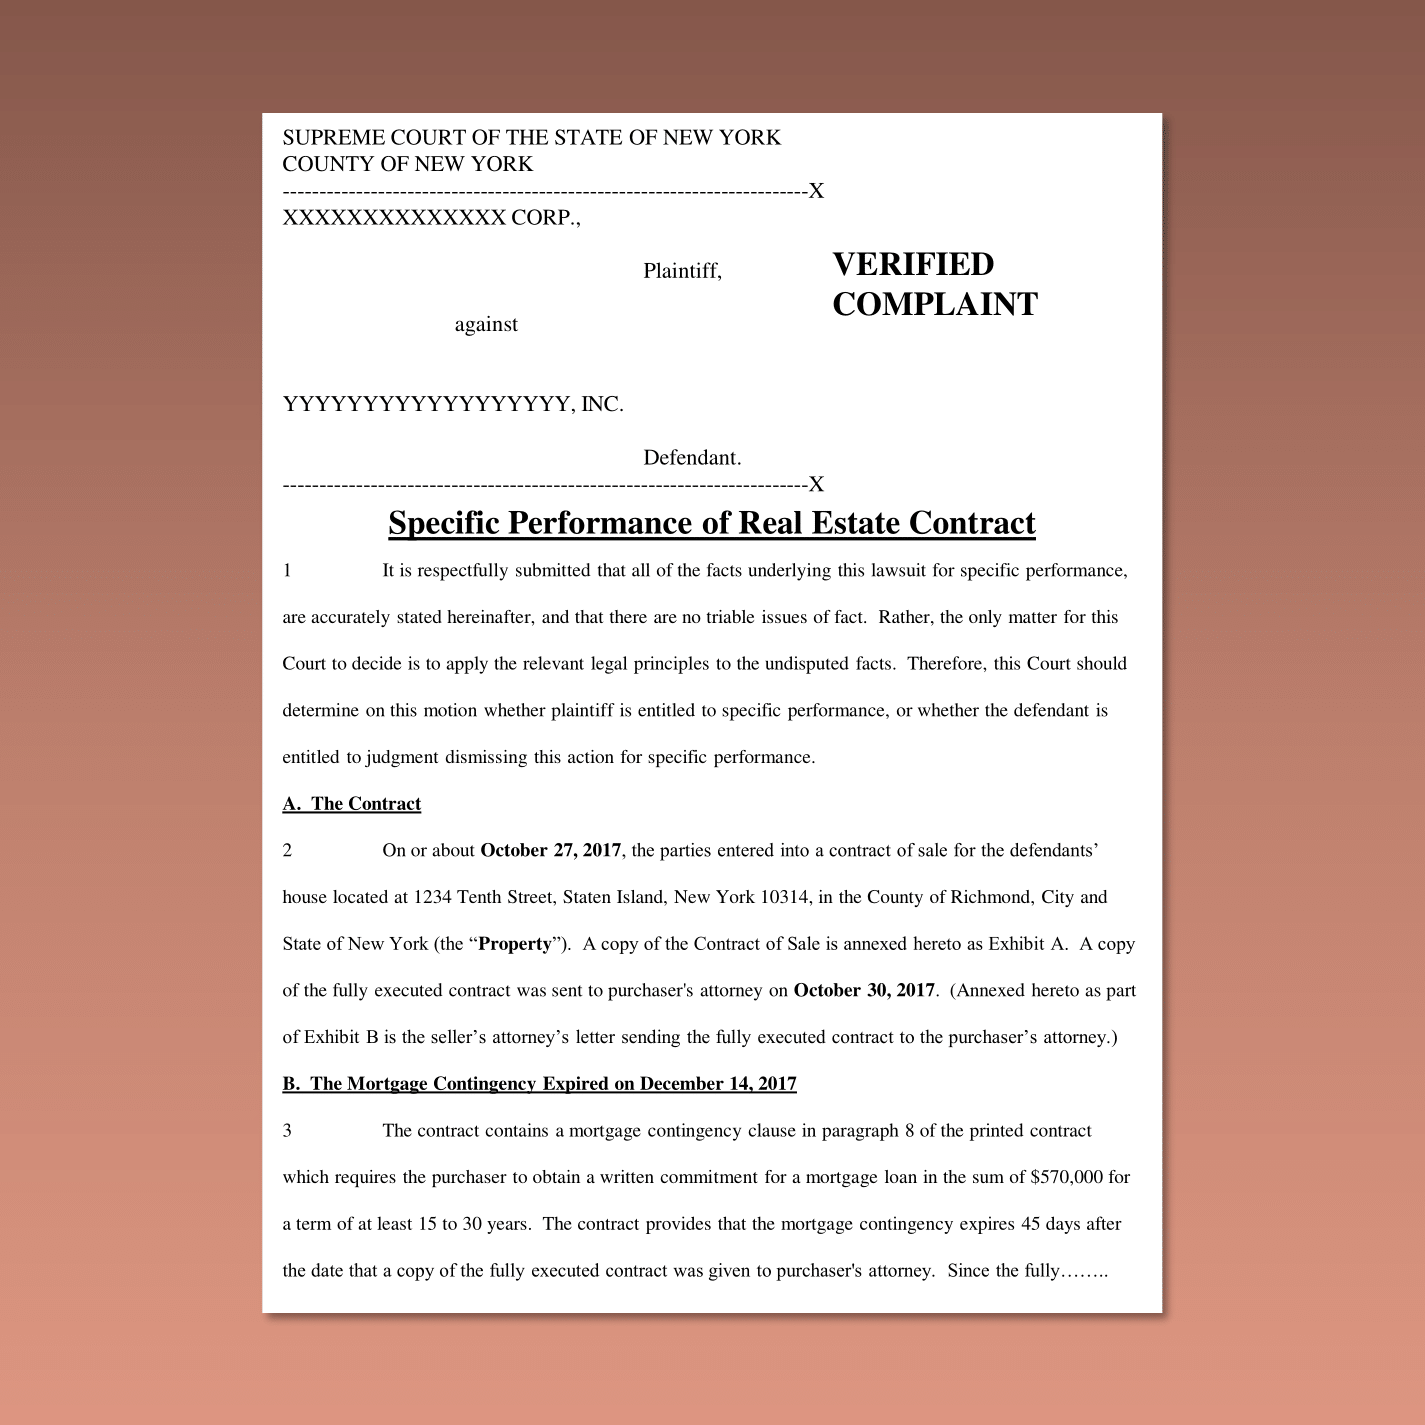 SUPREME COURT OF THE STATE OF NEW YORK
COUNTY OF NEW YORK
------------------------------------------------------------------------X
XXXXXXXXXXXXXX CORP.,
Plaintiff,
VERIFIED
COMPLAINT
against
YYYYYYYYYYYYYYYYYY, INC.
Defendant.
------------------------------------------------------------------------X
Specific Performance of Real Estate Contract
1 It is respectfully submitted that all of the facts underlying this lawsuit for specific performance,
are accurately stated hereinafter, and that there are no triable issues of fact.  Rather, the only matter for this
Court to decide is to apply the relevant legal principles to the undisputed facts.  Therefore, this Court should
determine on this motion whether plaintiff is entitled to specific performance, or whether the defendant is
entitled to judgment dismissing this action for specific performance.
A.  The Contract
2 On or about October 27, 2017, the parties entered into a contract of sale for the defendants’
house located at 1234 Tenth Street, Staten Island, New York 10314, in the County of Richmond, City and
State of New York (the “Property”).  A copy of the Contract of Sale is annexed hereto as Exhibit A.  A copy
of the fully executed contract was sent to purchaser's attorney on October 30, 2017.  (Annexed hereto as part
of Exhibit B is the seller’s attorney’s letter sending the fully executed contract to the purchaser’s attorney.)
B.  The Mortgage Contingency Expired on December 14, 2017
3 The contract contains a mortgage contingency clause in paragraph 8 of the printed contract
which requires the purchaser to obtain a written commitment for a mortgage loan in the sum of $570,000 for
a term of at least 15 to 30 years.  The contract provides that the mortgage contingency expires 45 days after
the date that a copy of the fully executed contract was given to purchaser's attorney.  Since the fully……..